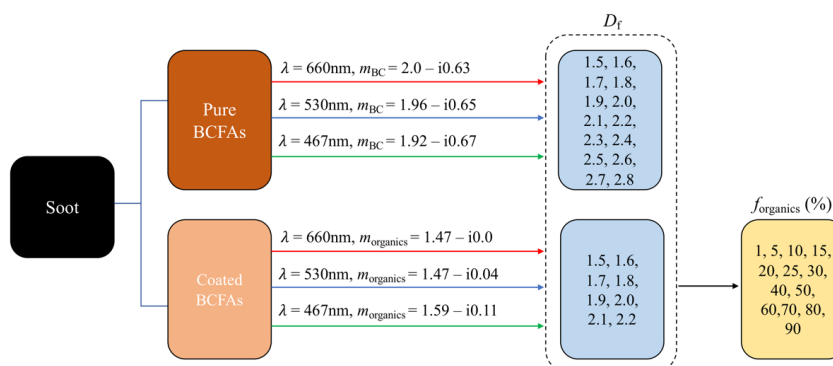 D_f
λ = 660nm, m_BC = 2.0 – i0.63
λ = 530nm, m_BC = 1.96 – i0.65
λ = 467nm, m_BC = 1.92 – i0.67
Pure
BCFAs
1.5, 1.6,
1.7, 1.8,
1.9, 2.0,
2.1, 2.2,
2.3, 2.4,
2.5, 2.6,
2.7, 2.8
Soot
λ = 660nm, m_organics = 1.47 – i0.0
λ = 530nm, m_organics = 1.47 – i0.04
λ = 467nm, m_organics = 1.59 – i0.11
Coated
BCFAs
1.5, 1.6,
1.7, 1.8,
1.9, 2.0,
2.1, 2.2
f_organics (%)
1, 5, 10, 15,
20, 25, 30,
40, 50,
60,70, 80,
90